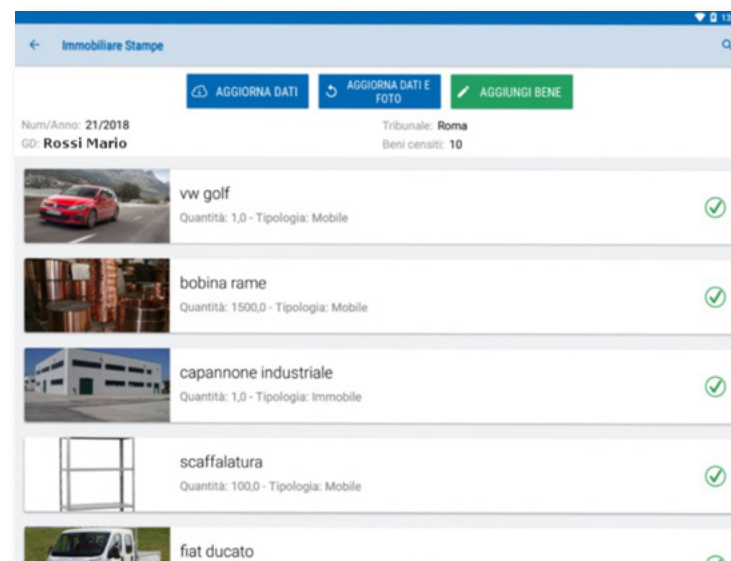 13
Immobiliare Stampe
AGGIORNA DATI
AGGIORNA DATI E
FOTO
AGGIUNGI BENE
Num/Anno: 21/2018
Tribunale: Roma
GD: Rossi Mario
Beni censiti: 10
vw golf
Quantità: 1,0 - Tipologia: Mobile
bobina rame
Quantità: 1500,0 - Tipologia: Mobile
capannone industriale
Quantità: 1,0 - Tipologia: Immobile
scaffalatura
Quantità: 100,0 - Tipologia: Mobile
fiat ducato